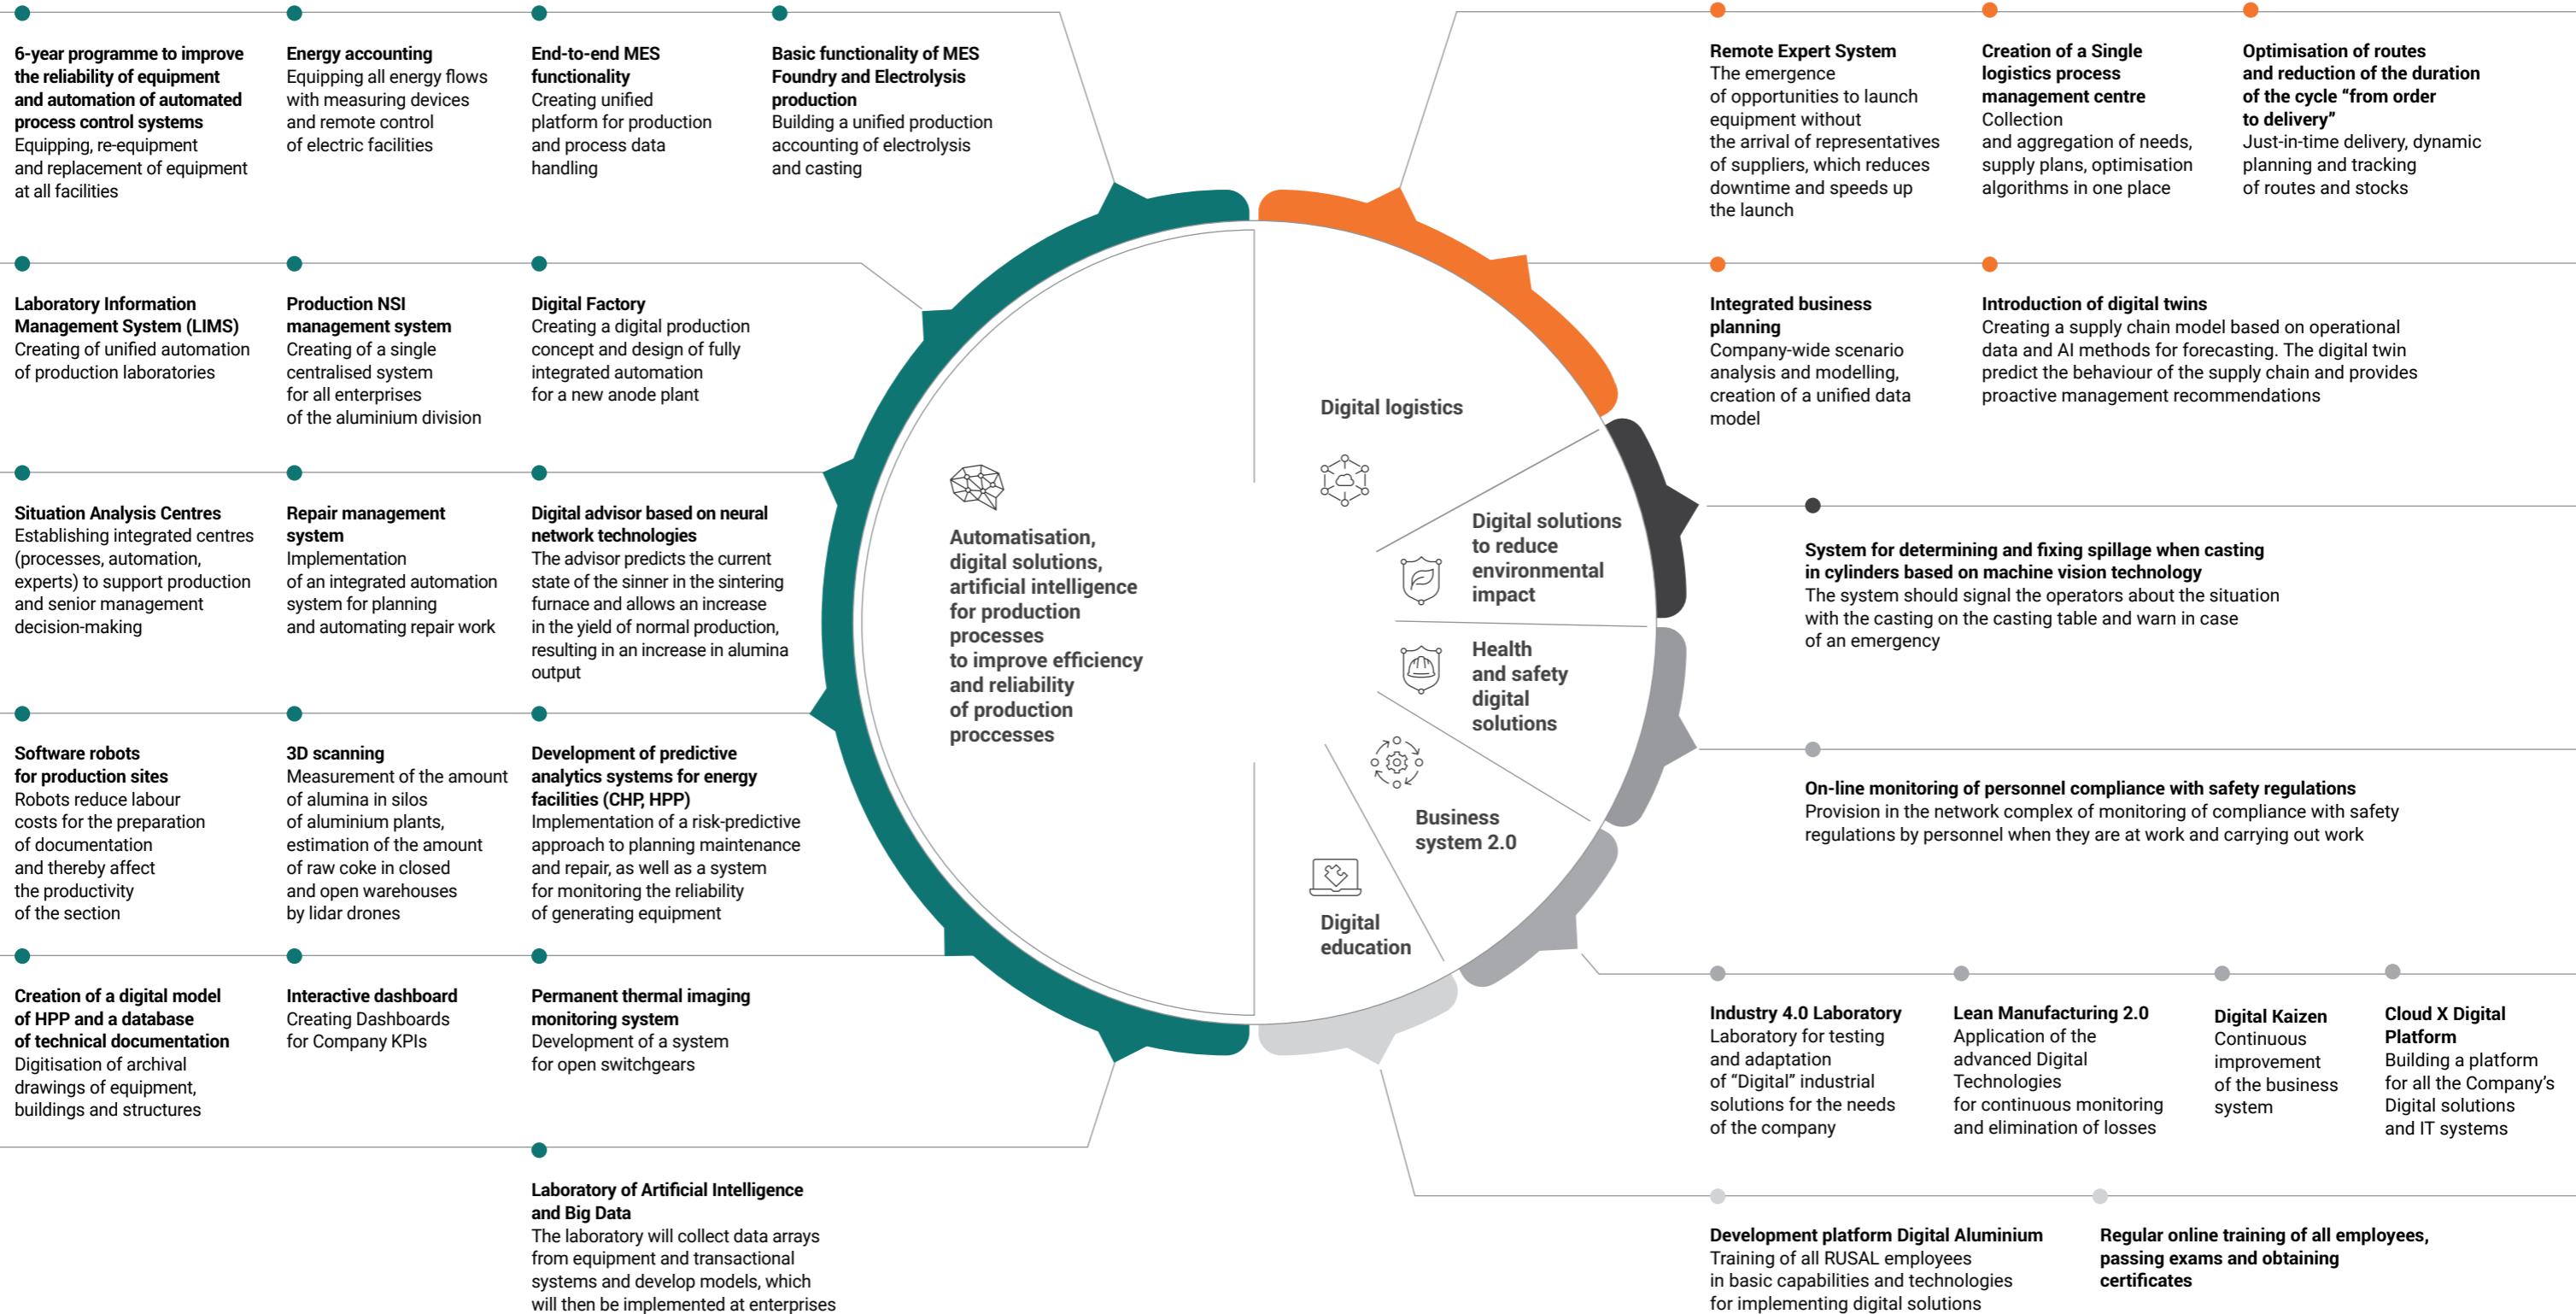 6-year programme to improve
the reliability of equipment
and automation of automated
process control systems
Equipping, re-equipment
and replacement of equipment
at all facilities
Energy accounting
Equipping all energy flows
with measuring devices
and remote control
of electric facilities
End-to-end MES
functionality
Creating unified
platform for production
and process data
handling
Basic functionality of MES
Foundry and Electrolysis
production
Building a unified production
accounting of electrolysis
and casting
Laboratory Information
Management System (LIMS)
Creating of unified automation
of production laboratories
Production NSI
management system
Creating of a single
centralised system
for all enterprises
of the aluminium division
Digital Factory
Creating a digital production
concept and design of fully
integrated automation
for a new anode plant
Situation Analysis Centres
Establishing integrated centres
(processes, automation,
experts) to support production
and senior management
decision-making
Repair management
system
Implementation
of an integrated automation
system for planning
and automating repair work
Digital advisor based on neural
network technologies
The advisor predicts the current
state of the sinner in the sintering
furnace and allows an increase
in the yield of normal production,
resulting in an increase in alumina
output
Software robots
for production sites
Robots reduce labour
costs for the preparation
of documentation
and thereby affect
the productivity
of the section
3D scanning
Measurement of the amount
of alumina in silos
of aluminium plants,
estimation of the amount
of raw coke in closed
and open warehouses
by lidar drones
Development of predictive
analytics systems for energy
facilities (CHP, HPP)
Implementation of a risk-predictive
approach to planning maintenance
and repair, as well as a system
for monitoring the reliability
of generating equipment
Creation of a digital model
of HPP and a database
of technical documentation
Digitisation of archival
drawings of equipment,
buildings and structures
Interactive dashboard
Creating Dashboards
for Company KPIs
Permanent thermal imaging
monitoring system
Development of a system
for open switchgears
Laboratory of Artificial Intelligence
and Big Data
The laboratory will collect data arrays
from equipment and transactional
systems and develop models, which
will then be implemented at enterprises
Automatisation,
digital solutions,
artificial intelligence
for production
processes
to improve efficiency
and reliability
of production
proccesses
Digital logistics
Digital solutions
to reduce
environmental
impact
Health
and safety
digital
solutions
Business
system 2.0
Digital
education
Remote Expert System
The emergence
of opportunities to launch
equipment without
the arrival of representatives
of suppliers, which reduces
downtime and speeds up
the launch
Creation of a Single
logistics process
management centre
Collection
and aggregation of needs,
supply plans, optimisation
algorithms in one place
Optimisation of routes
and reduction of the duration
of the cycle “from order
to delivery”
Just-in-time delivery, dynamic
planning and tracking
of routes and stocks
Integrated business
planning
Company-wide scenario
analysis and modelling,
creation of a unified data
model
Introduction of digital twins
Creating a supply chain model based on operational
data and AI methods for forecasting. The digital twin
predict the behaviour of the supply chain and provides
proactive management recommendations
System for determining and fixing spillage when casting
in cylinders based on machine vision technology
The system should signal the operators about the situation
with the casting on the casting table and warn in case
of an emergency
On-line monitoring of personnel compliance with safety regulations
Provision in the network complex of monitoring of compliance with safety
regulations by personnel when they are at work and carrying out work
Industry 4.0 Laboratory
Laboratory for testing
and adaptation
of “Digital” industrial
solutions for the needs
of the company
Lean Manufacturing 2.0
Application of the
advanced Digital
Technologies
for continuous monitoring
and elimination of losses
Digital Kaizen
Continuous
improvement
of the business
system
Cloud X Digital
Platform
Building a platform
for all the Company’s
Digital solutions
and IT systems
Development platform Digital Aluminium
Training of all RUSAL employees
in basic capabilities and technologies
for implementing digital solutions
Regular online training of all employees,
passing exams and obtaining
certificates